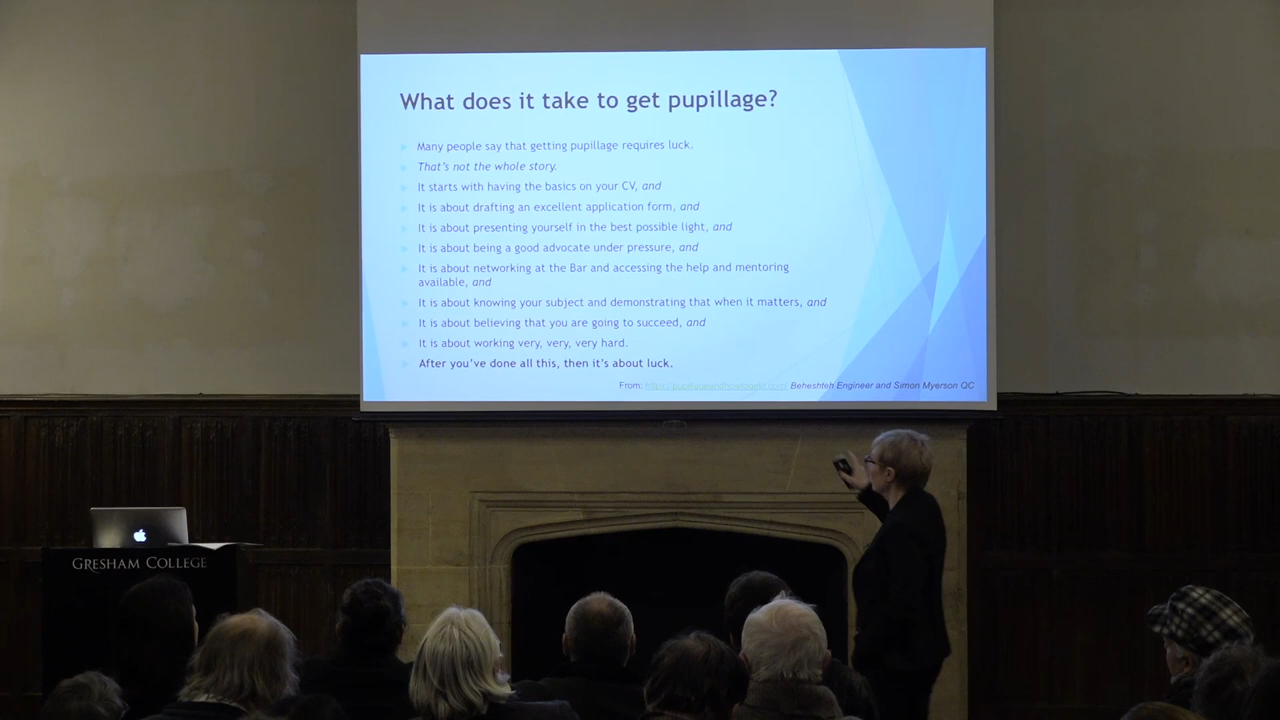 What does it take to get pupillage?
Many people say that getting pupillage requires luck.
That's not the whole story.
It starts with having the basics on your CV, and
It is about drafting an excellent application form, and
It is about presenting yourself in the best possible light, and
It is about being a good advocate under pressure, and
It is about networking at the Bar and accessing the help and mentoring
available, and
It is about knowing your subject and demonstrating that when it matters, and
It is about believing that you are going to succeed, and
It is about working very, very, very hard.
After you've done all this, then it's about luck.
From: Beheshteh Engineer and Simon Myerson QC
GRESHAM COLLEGE